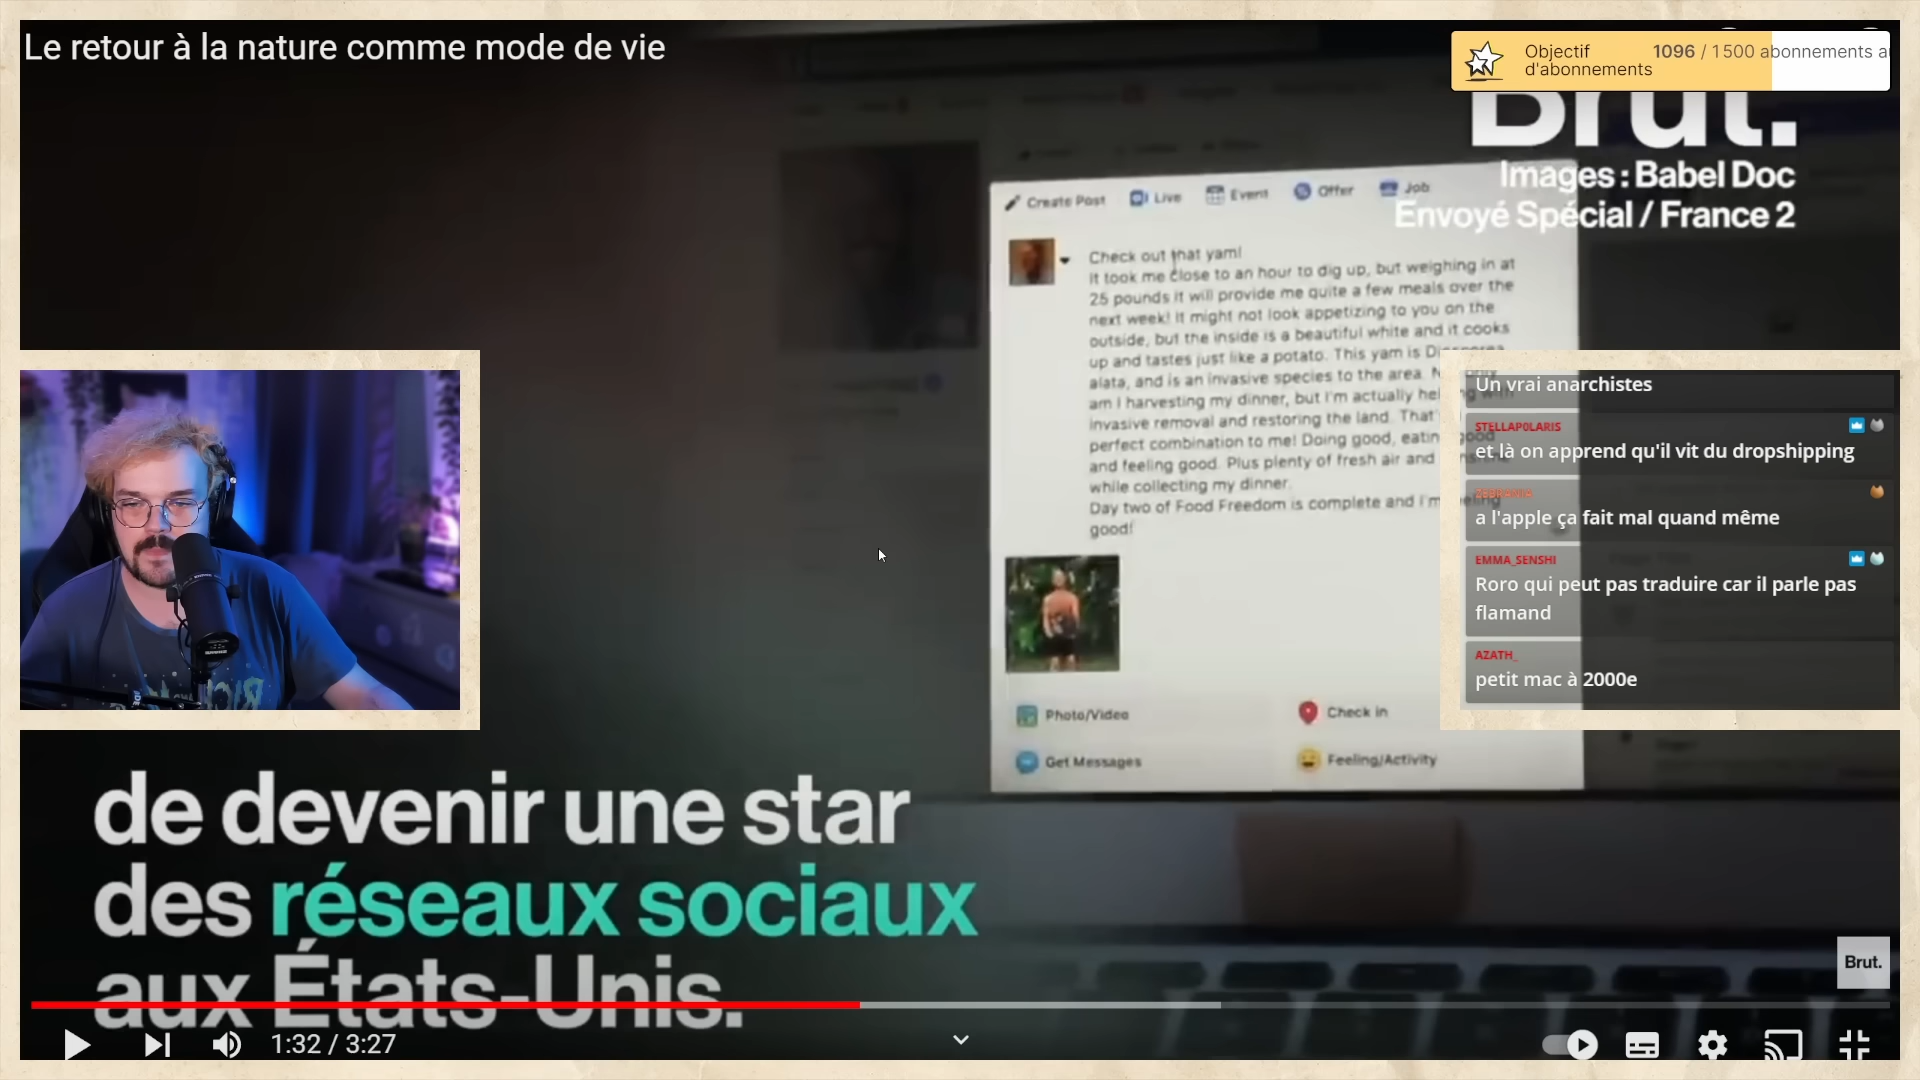 Le retour à la nature comme mode de vie
Objectif
d'abonnements
1096 / 1500 abonnements a
Brut.
Images : Babel Doc
Envoyé Spécial / France 2
Create Post
Live
Event
Offer
Job
Check out that yam!
It took me close to an hour to dig up, but weighing in at
25 pounds it will provide me quite a few meals over the
next week! It might not look appetizing to you on the
outside, but the inside is a beautiful white and it cooks
up and tastes just like a potato. This yam is
alata, and is an invasive species to the area.
am I harvesting my dinner, but I'm actually
invasive removal and restoring the land.
perfect combination to me! Doing good, good
and feeling good. Plus plenty of fresh air and
while collecting my dinner.
Day two of Food Freedom is complete and I'm
good!
Photo/Video
Check in
Get Messages
Feeling/Activity
Un vrai anarchistes
STELLAP0LARIS
et là on apprend qu'il vit du dropshipping
a l'apple ça fait mal quand même
EMMA_SENSHI
Roro qui peut pas traduire car il parle pas
flamand
AZATH_
petit mac à 2000e
de devenir une star
des réseaux sociaux
aux États-Unis.
Brut.
1:32 / 3:27